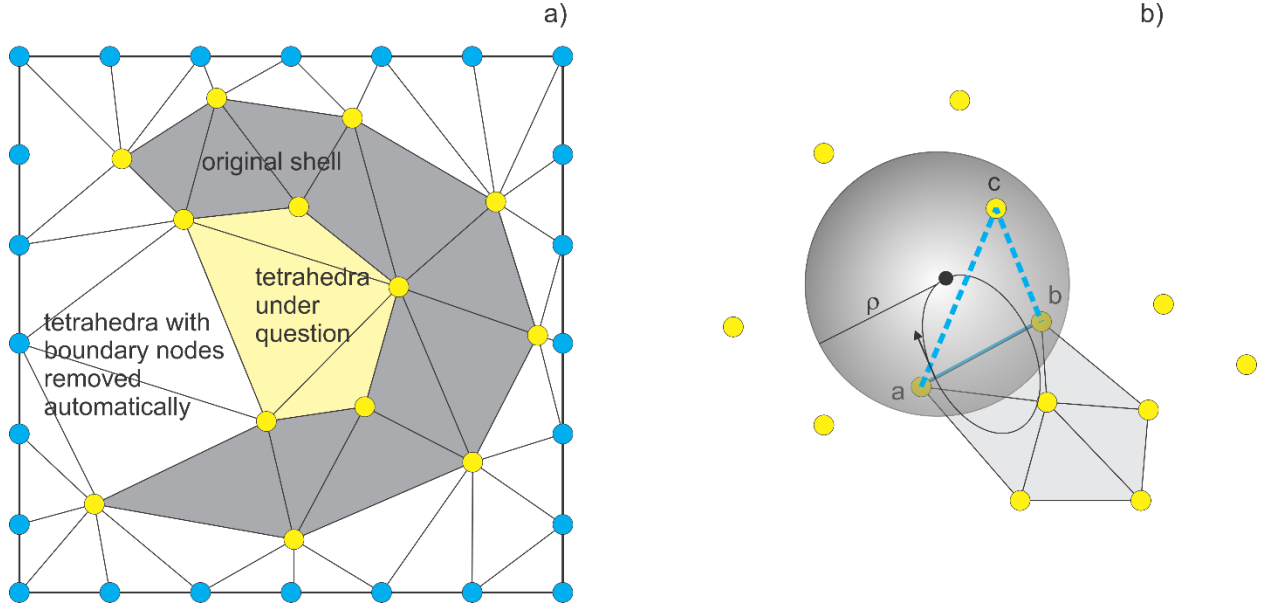 a)
original shell
tetrahedra
under
question
tetrahedra with
boundary nodes
removed
automatically
b)
c
ρ
b
a